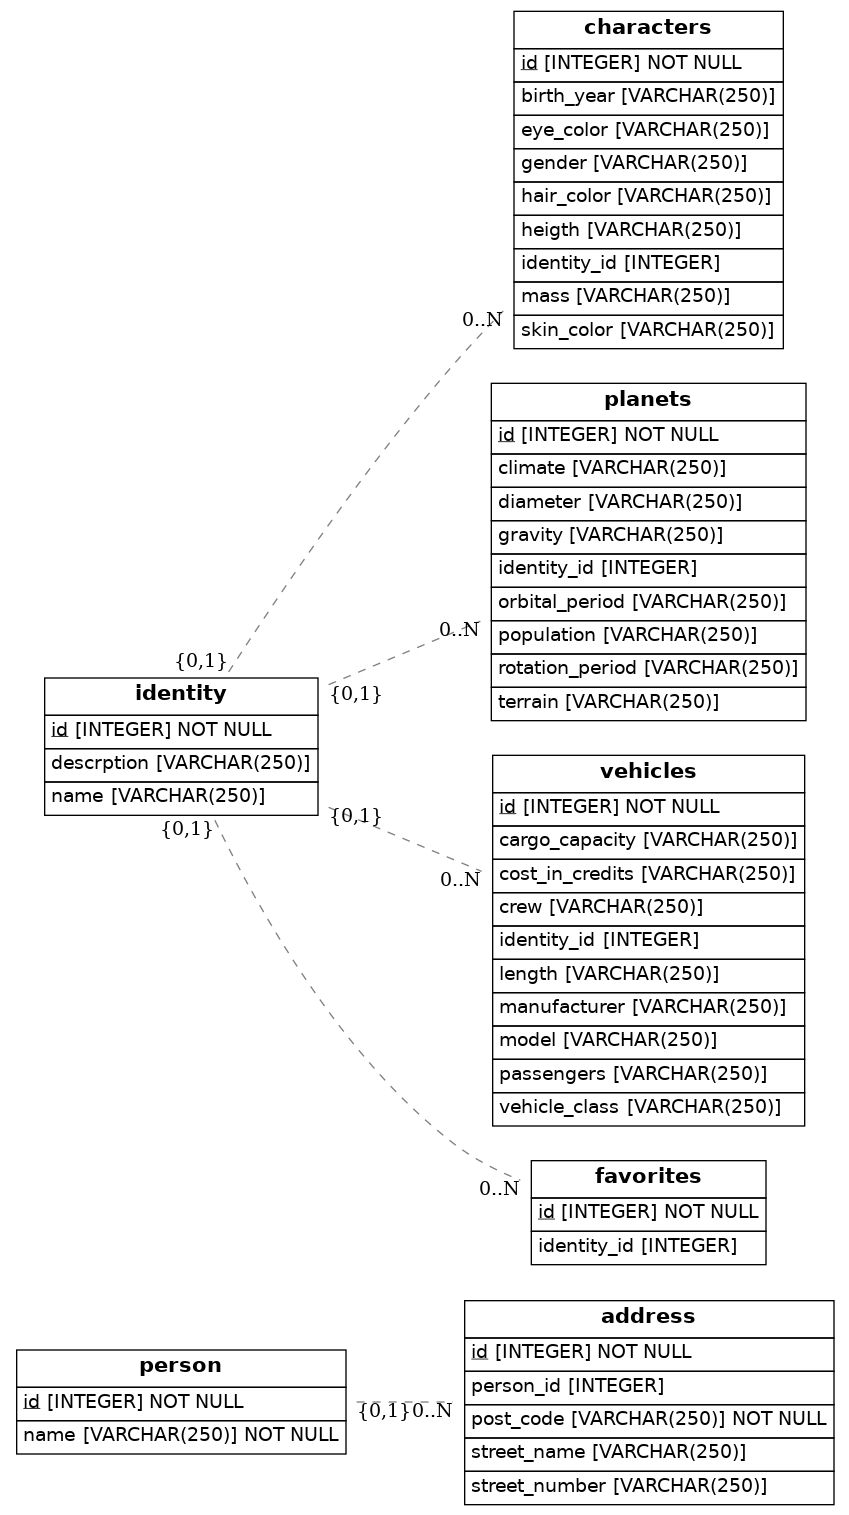 characters
id [INTEGER] NOT NULL
birth_year [VARCHAR(250)]
eye_color [VARCHAR(250)]
gender [VARCHAR(250)]
hair_color [VARCHAR(250)]
heigth [VARCHAR(250)]
identity_id [INTEGER]
mass [VARCHAR(250)]
skin_color [VARCHAR(250)]
0..N
{0,1}
planets
id [INTEGER] NOT NULL
climate [VARCHAR(250)]
diameter [VARCHAR(250)]
gravity [VARCHAR(250)]
identity_id [INTEGER]
orbital_period [VARCHAR(250)]
population [VARCHAR(250)]
rotation_period [VARCHAR(250)]
terrain [VARCHAR(250)]
0..N
{0,1}
identity
id [INTEGER] NOT NULL
descrption [VARCHAR(250)]
name [VARCHAR(250)]
{0,1}
0..N
vehicles
id [INTEGER] NOT NULL
cargo_capacity [VARCHAR(250)]
cost_in_credits [VARCHAR(250)]
crew [VARCHAR(250)]
identity_id [INTEGER]
length [VARCHAR(250)]
manufacturer [VARCHAR(250)]
model [VARCHAR(250)]
passengers [VARCHAR(250)]
vehicle_class [VARCHAR(250)]
{0,1}
0..N
favorites
id [INTEGER] NOT NULL
identity_id [INTEGER]
person
id [INTEGER] NOT NULL
name [VARCHAR(250)] NOT NULL
{0,1}0..N
address
id [INTEGER] NOT NULL
person_id [INTEGER]
post_code [VARCHAR(250)] NOT NULL
street_name [VARCHAR(250)]
street_number [VARCHAR(250)]